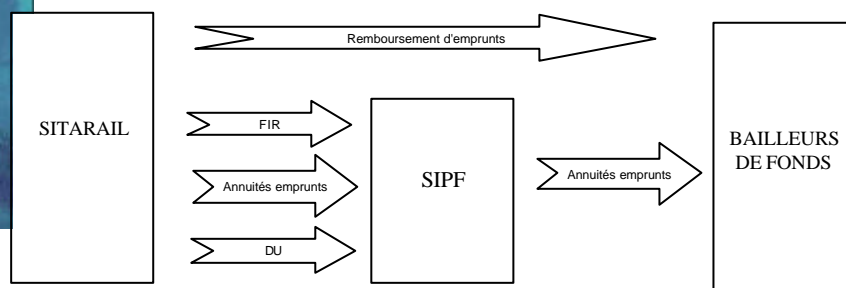 Remboursement d'emprunts
SITARAIL
FIR
Annuités emprunts
DU
SIPF
Annuités emprunts
BAILLEURS
DE FONDS